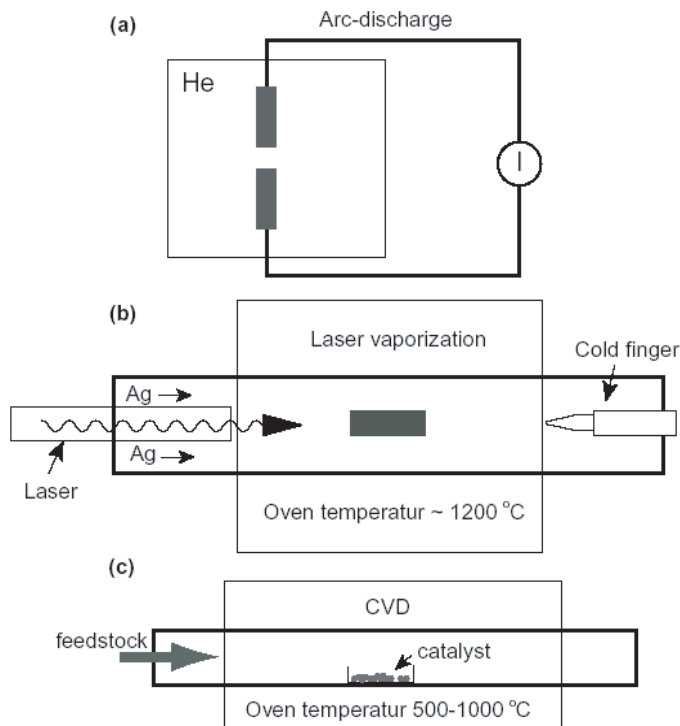 (a)
Arc-discharge
He
I
(b)
Laser vaporization
Cold finger
Ag
Ag
Laser
Oven temperatur ~ 1200 °C
(c)
CVD
feedstock
catalyst
Oven temperatur 500-1000 °C